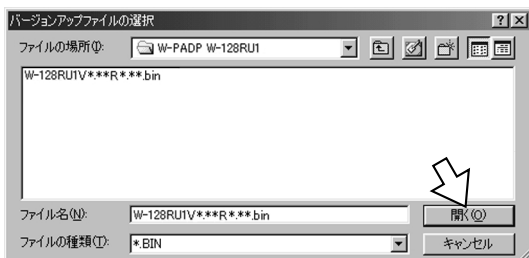 バージョンアップファイルの選択
ファイルの場所(I):
W-PADP W-128RU1
W-128RU1V*.**R*.**.bin
ファイル名(N):
W-128RU1V*.**R*.**.bin
開く(O)
ファイルの種類(T):
*.BIN
キャンセル